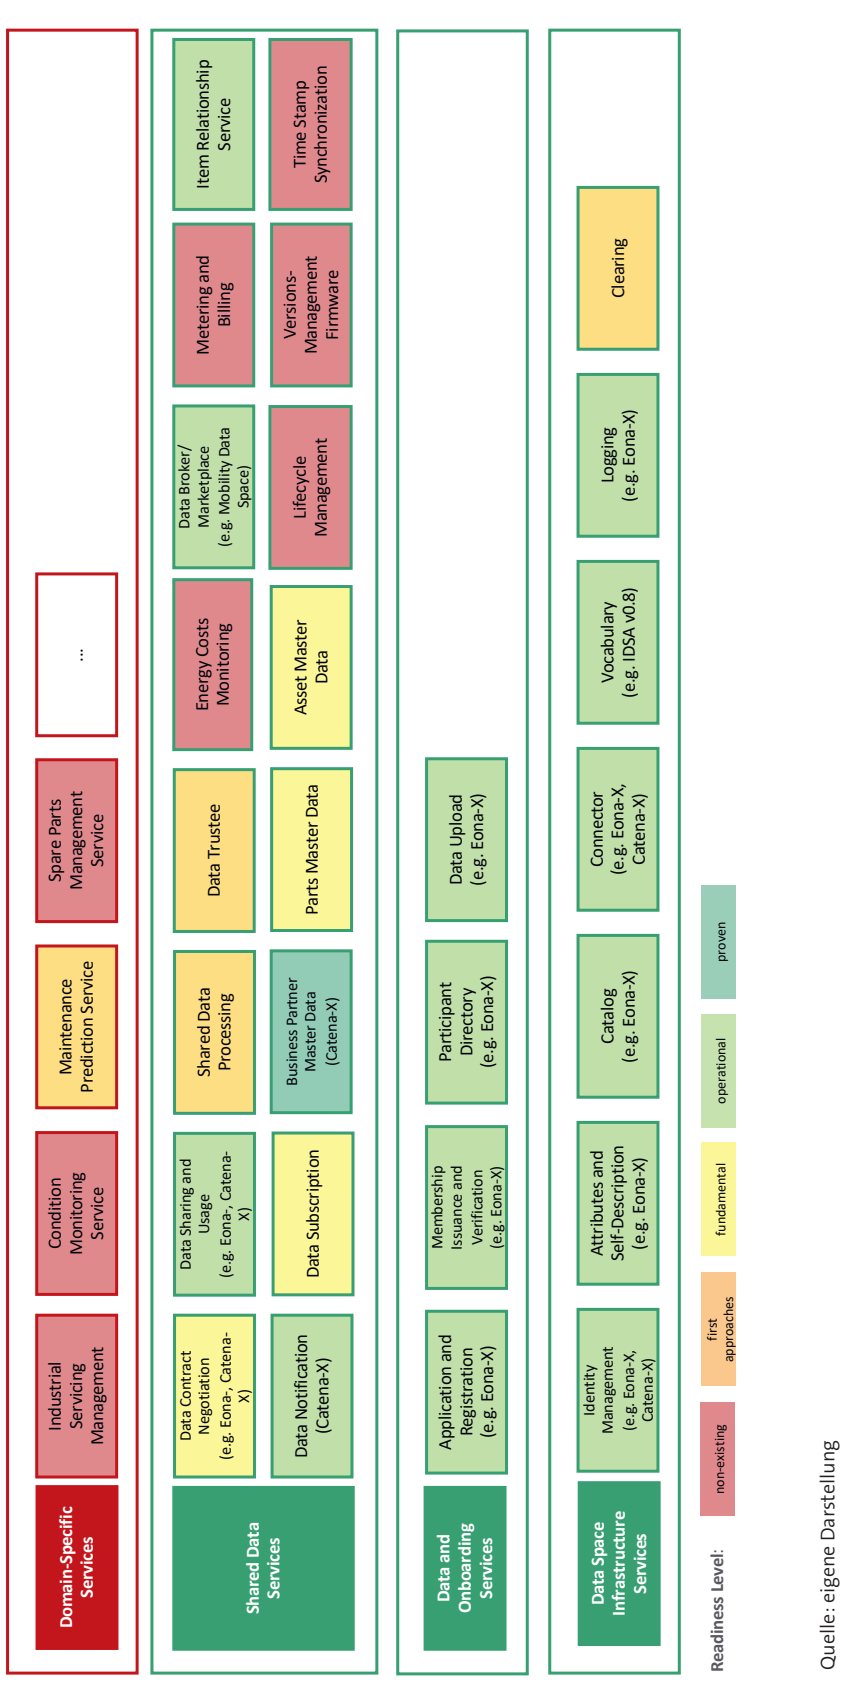 Domain-Specific
Services
Industrial
Servicing
Management
Condition
Monitoring
Service
Maintenance
Prediction Service
Spare Parts
Management
Service
...
Shared Data
Services
Data Contract
Negotiation
(e.g. Eona-, Catena-
X)
Data Sharing and
Usage
(e.g. Eona-, Catena-
X)
Shared Data
Processing
Data Trustee
Energy Costs
Monitoring
Data Broker/
Marketplace
(e.g. Mobility Data
Space)
Metering and
Billing
Item Relationship
Service
Data Notification
(Catena-X)
Data Subscription
Business Partner
Master Data
(Catena-X)
Parts Master Data
Asset Master
Data
Lifecycle
Management
Versions-
Management
Firmware
Time Stamp
Synchronization
Data and
Onboarding
Services
Application and
Registration
(e.g. Eona-X)
Membership
Issuance and
Verification
(e.g. Eona-X)
Participant
Directory
(e.g. Eona-X)
Data Upload
(e.g. Eona-X)
Data Space
Infrastructure
Services
Identity
Management
(e.g. Eona-X,
Catena-X)
Attributes and
Self-Description
(e.g. Eona-X)
Catalog
(e.g. Eona-X)
Connector
(e.g. Eona-X,
Catena-X)
Vocabulary
(e.g. IDSA v0.8)
Logging
(e.g. Eona-X)
Clearing
Readiness Level:
non-existing
first
approaches
fundamental
operational
proven
Quelle: eigene Darstellung